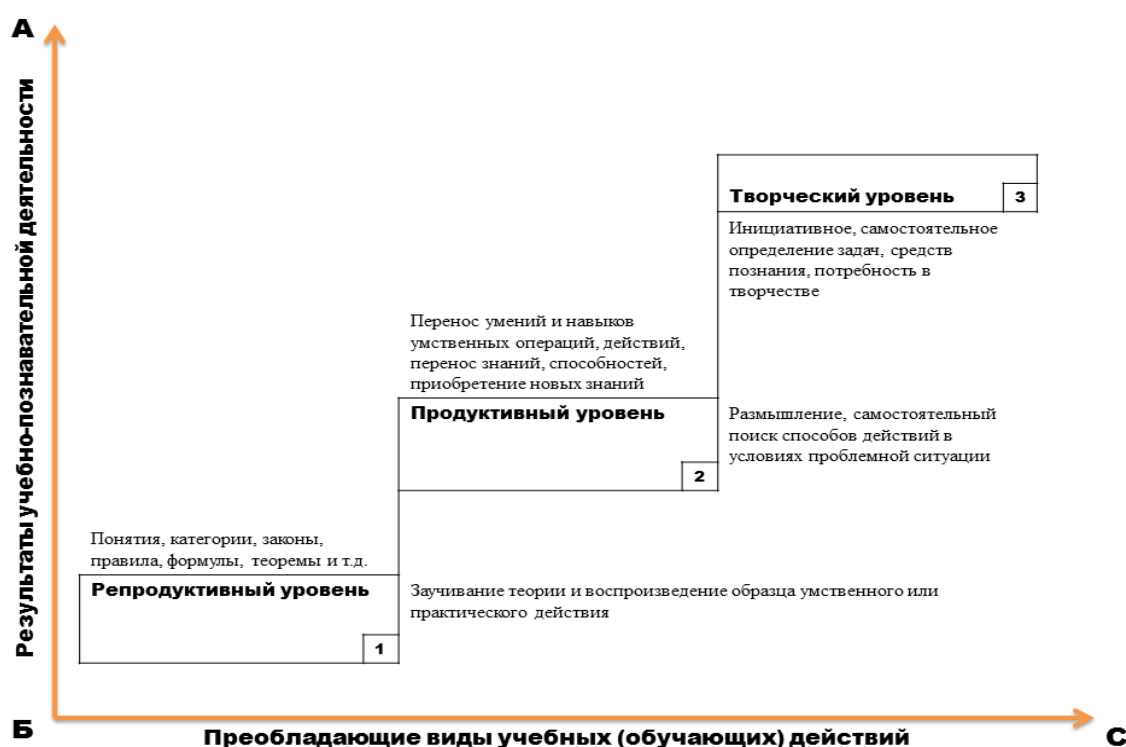 А
Результаты учебно-познавательной деятельности
Творческий уровень
3
Инициативное, самостоятельное
определение задач, средств
познания, потребность в
творчестве
Перенос умений и навыков
умственных операций, действий,
перенос знаний, способностей,
приобретение новых знаний
Продуктивный уровень
2
Размышление, самостоятельный
поиск способов действий в
условиях проблемной ситуации
Понятия, категории, законы,
правила, формулы, теоремы и т.д.
Репродуктивный уровень
1
Заучивание теории и воспроизведение образца умственного или
практического действия
Б
Преобладающие виды учебных (обучающих) действий
С